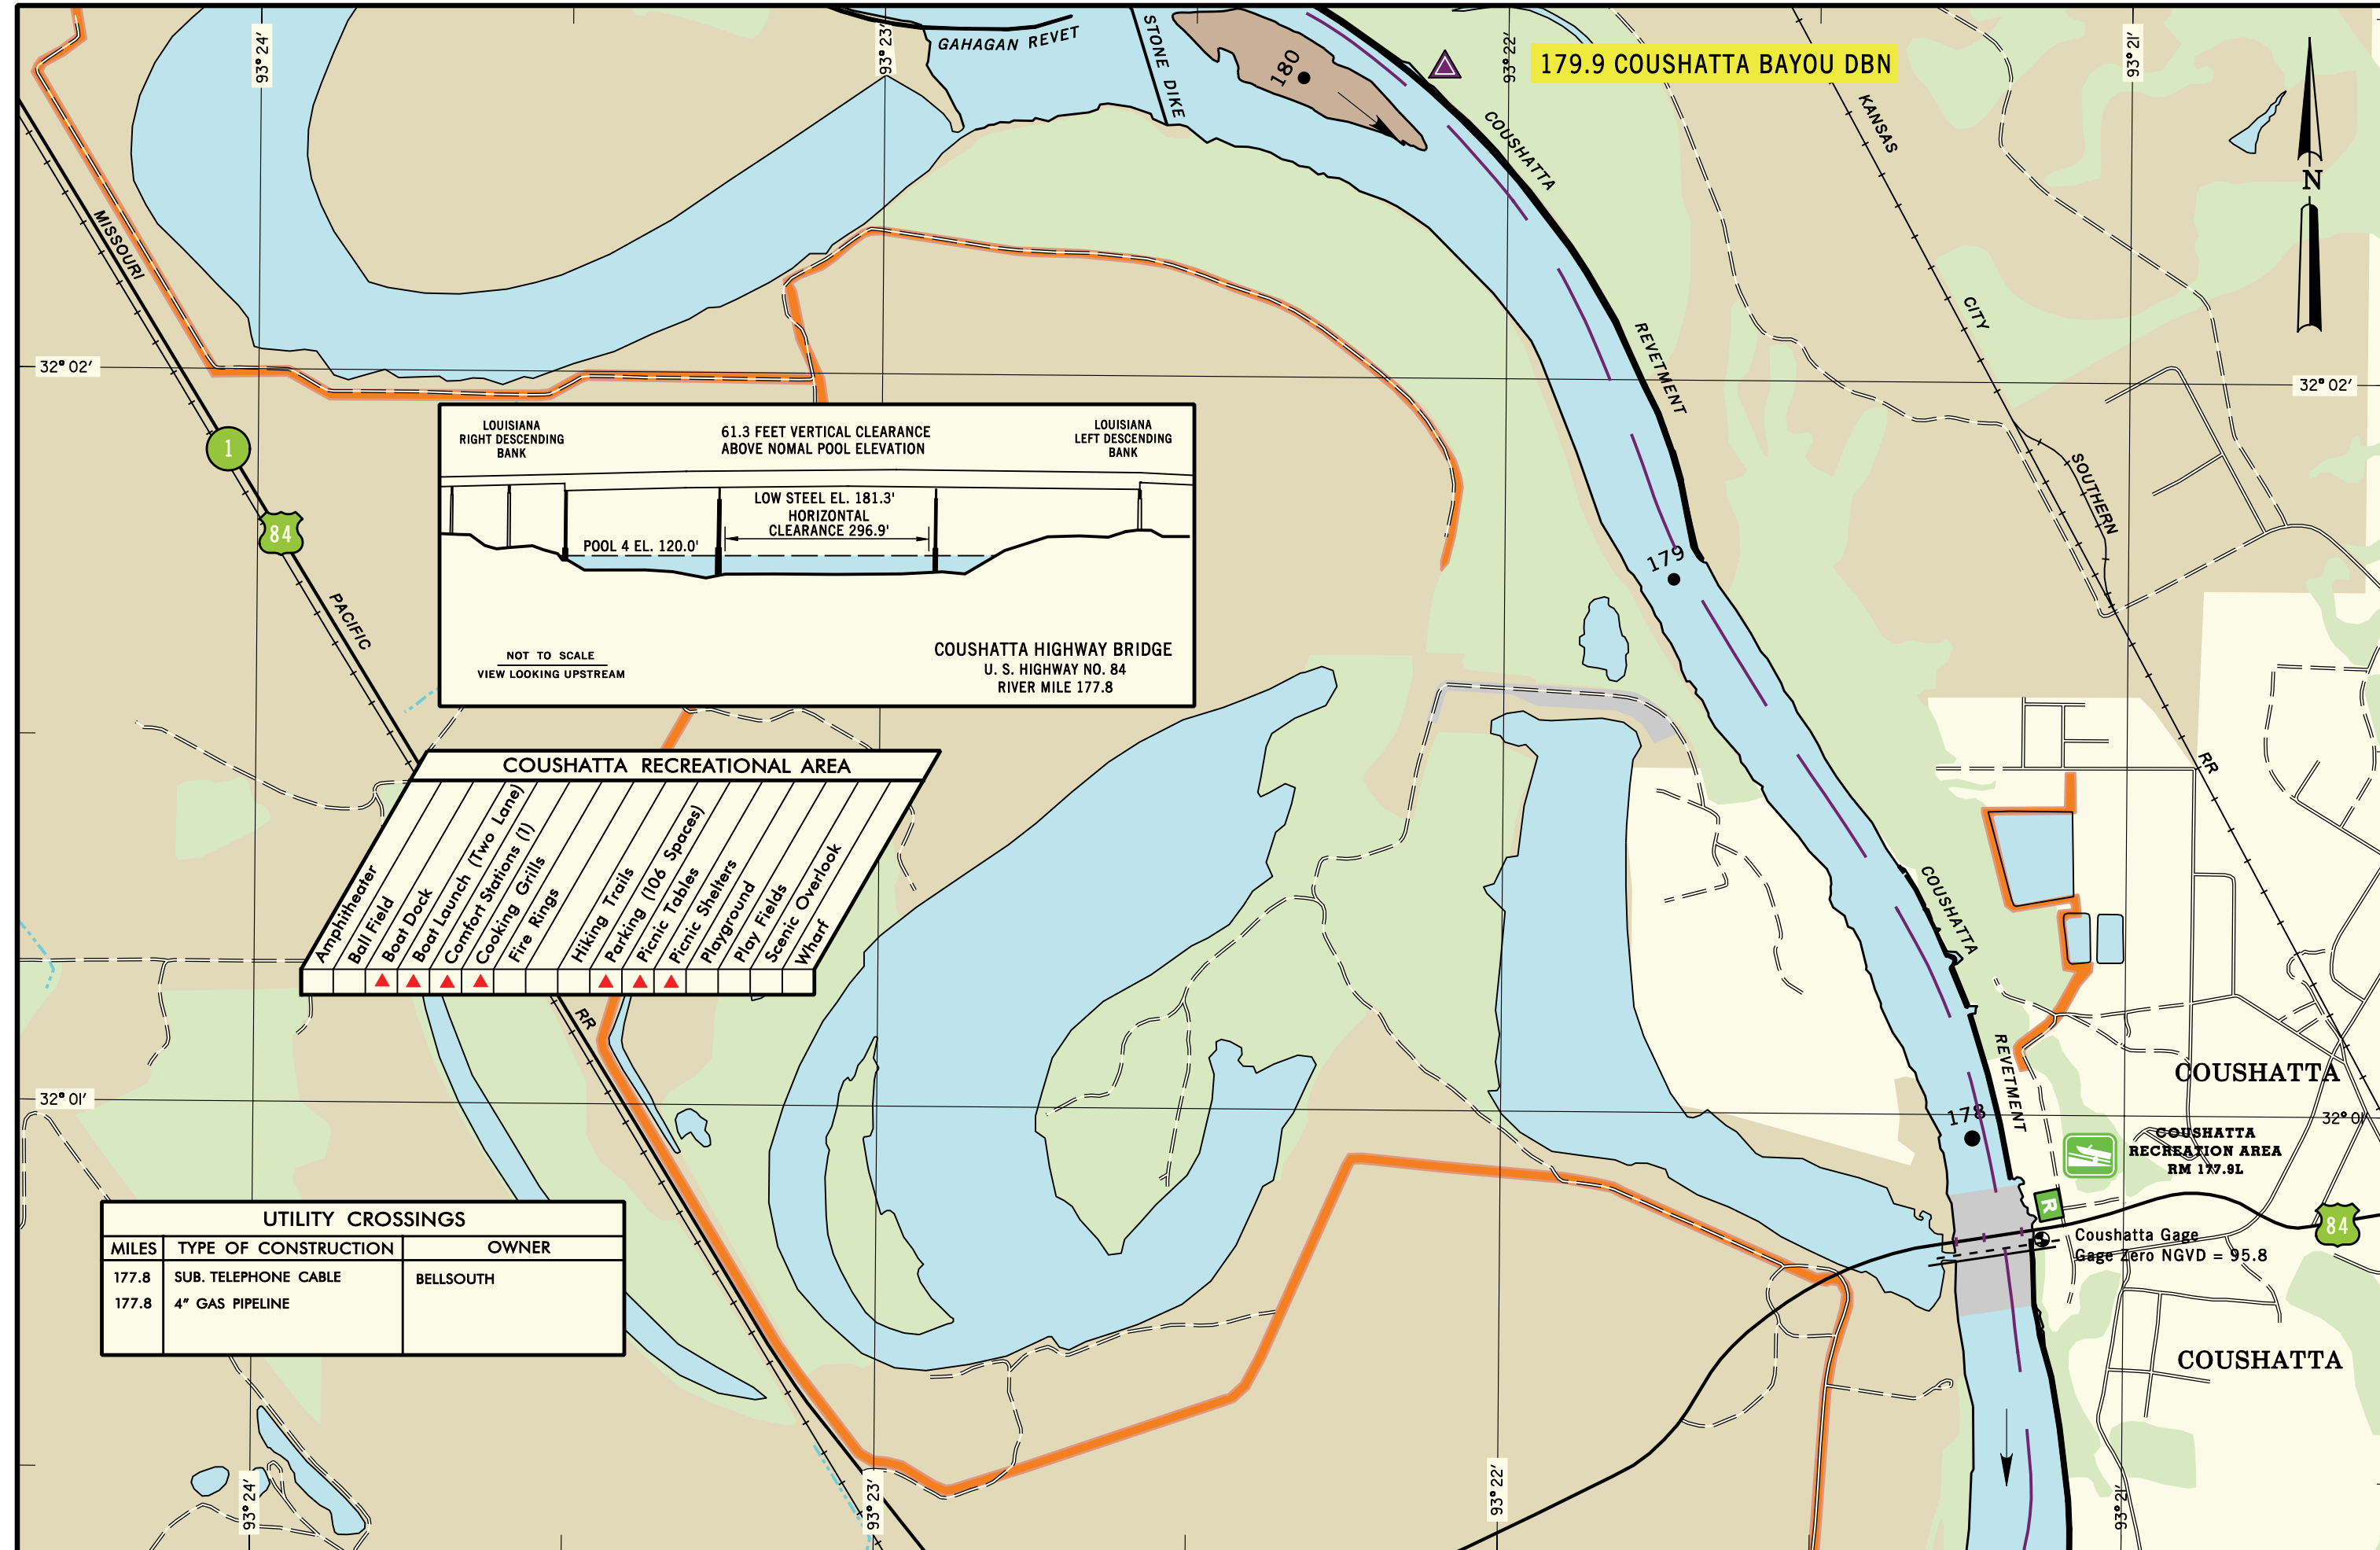 93° 24'
93° 23'
GAHAGAN REVET
STONE DIKE
180
93° 22'
179.9 COUSHATTA BAYOU DBN
93° 21'
N
COUSHATTA
REVETMENT
KANSAS
CITY
SOUTHERN
RR
MISSOURI
PACIFIC
RR
32° 02'
32° 02'
1
84
LOUISIANA
RIGHT DESCENDING
BANK
61.3 FEET VERTICAL CLEARANCE
ABOVE NOMAL POOL ELEVATION
LOUISIANA
LEFT DESCENDING
BANK
LOW STEEL EL. 181.3'
HORIZONTAL
CLEARANCE 296.9'
POOL 4 EL. 120.0'
NOT TO SCALE
VIEW LOOKING UPSTREAM
COUSHATTA HIGHWAY BRIDGE
U. S. HIGHWAY NO. 84
RIVER MILE 177.8
179
COUSHATTA RECREATIONAL AREA
Amphitheater
Ball Field
Boat Dock
Boat Launch (Two Lane)
Comfort Stations (1)
Cooking Grills
Fire Rings
Hiking Trails
Parking (106 Spaces)
Picnic Tables
Picnic Shelters
Playground
Play Fields
Scenic Overlook
Wharf
COUSHATTA
REVETMENT
32° 01'
COUSHATTA
32° 01'
178
COUSHATTA
RECREATION AREA
RM 177.9L
R
84
Coushatta Gage
Gage Zero NGVD = 95.8
UTILITY CROSSINGS
MILES TYPE OF CONSTRUCTION OWNER
177.8 SUB. TELEPHONE CABLE BELLSOUTH
177.8 4" GAS PIPELINE
COUSHATTA
93° 24'
93° 23'
93° 22'
93° 21'